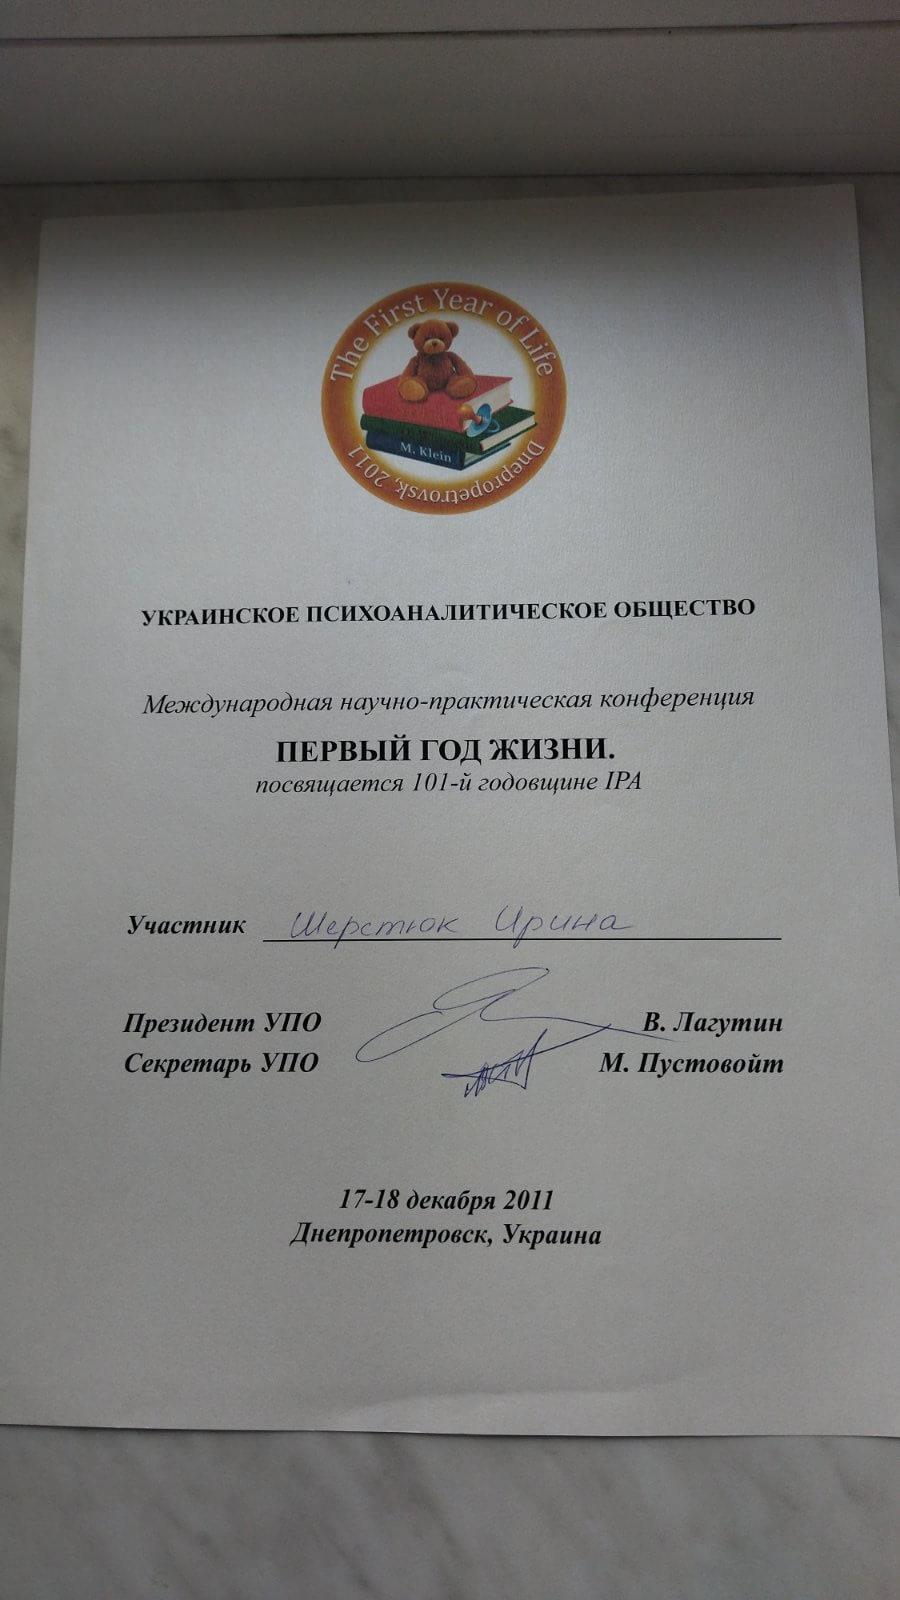 The First Year of Life
M. Klein
Dnepropetrovsk, 2011
УКРАИНСКОЕ ПСИХОАНАЛИТИЧЕСКОЕ ОБЩЕСТВО
Международная научно-практическая конференция
ПЕРВЫЙ ГОД ЖИЗНИ.
посвящается 101-й годовщине IPA
Участник Шерстюк Ирина
Президент УПО В. Лагутин
Секретарь УПО М. Пустовойт
17-18 декабря 2011
Днепропетровск, Украина